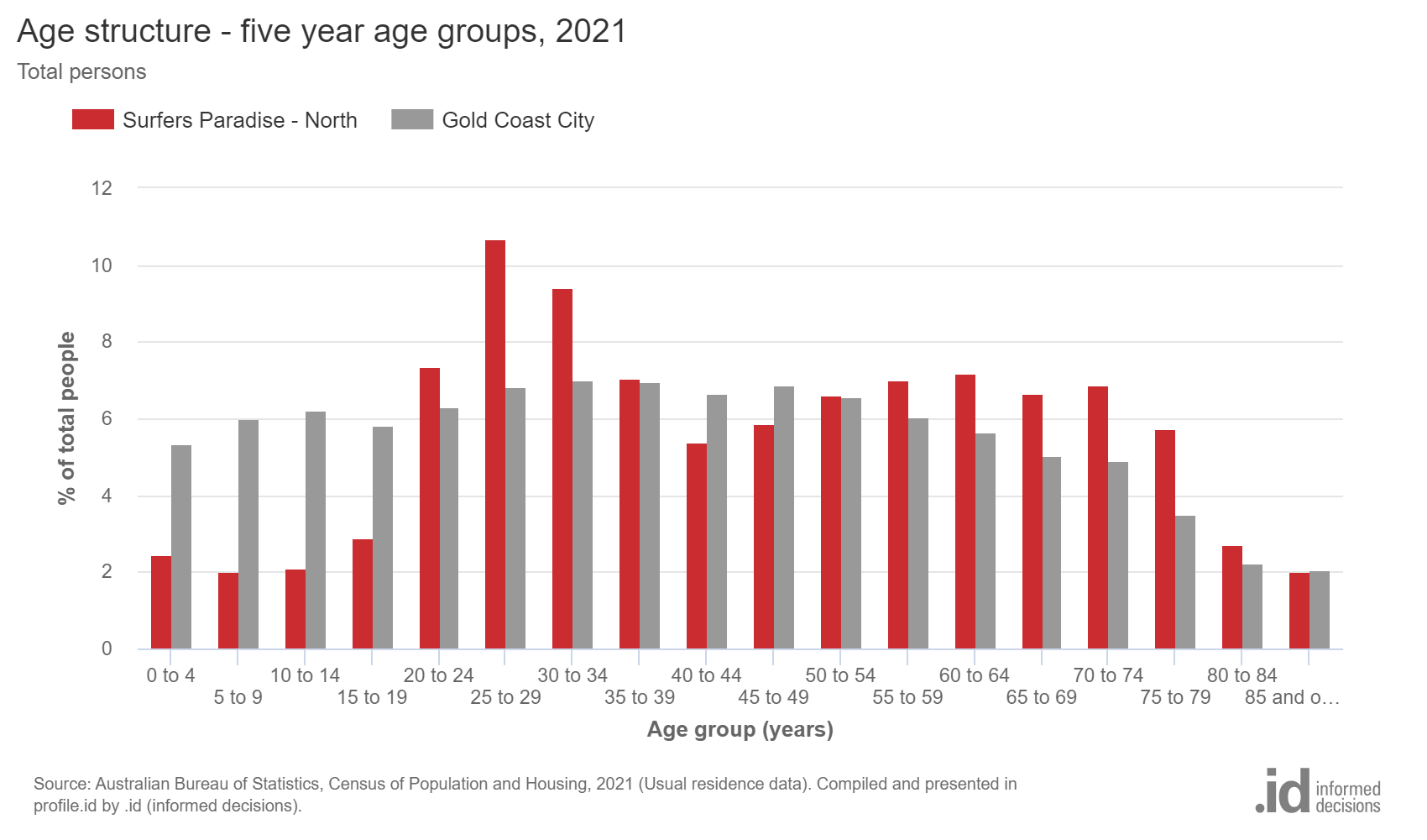 Age structure - five year age groups, 2021
Total persons
Surfers Paradise - North
Gold Coast City
12
10
8
6
4
2
0
% of total people
0 to 4
5 to 9
10 to 14
15 to 19
20 to 24
25 to 29
30 to 34
35 to 39
40 to 44
45 to 49
50 to 54
55 to 59
60 to 64
65 to 69
70 to 74
75 to 79
80 to 84
85 and o…
Age group (years)
Source: Australian Bureau of Statistics, Census of Population and Housing, 2021 (Usual residence data). Compiled and presented in
profile.id by .id (informed decisions).
.id informed
decisions